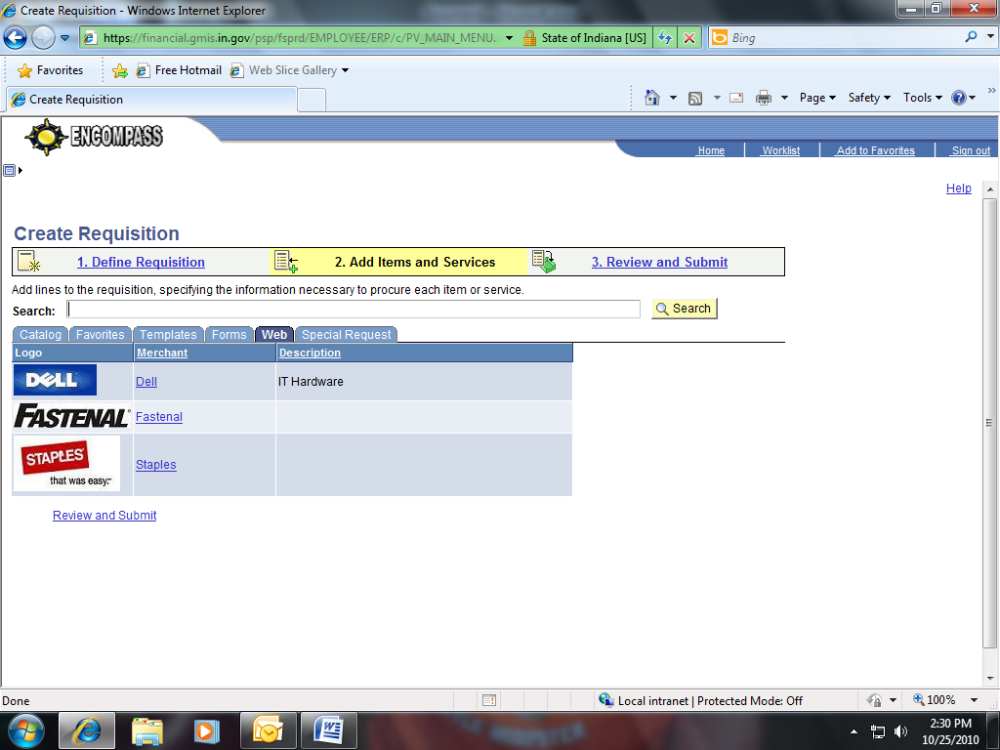 Create Requisition - Windows Internet Explorer
https://financial.gmis.in.gov/psp/fsprd/EMPLOYEE/ERP/c/PV_MAIN_MENU. State of Indiana [US] Bing
Favorites Free Hotmail Web Slice Gallery
Create Requisition Page Safety Tools
ENCOMPASS
Home Worklist Add to Favorites Sign out
Help
Create Requisition
1. Define Requisition 2. Add Items and Services 3. Review and Submit
Add lines to the requisition, specifying the information necessary to procure each item or service.
Search: Search
Catalog Favorites Templates Forms Web Special Request
Logo Merchant Description
DELL Dell IT Hardware
FASTENAL Fastenal
STAPLES Staples
that was easy.
Review and Submit
Done Local intranet | Protected Mode: Off 100%
2:30 PM
10/25/2010